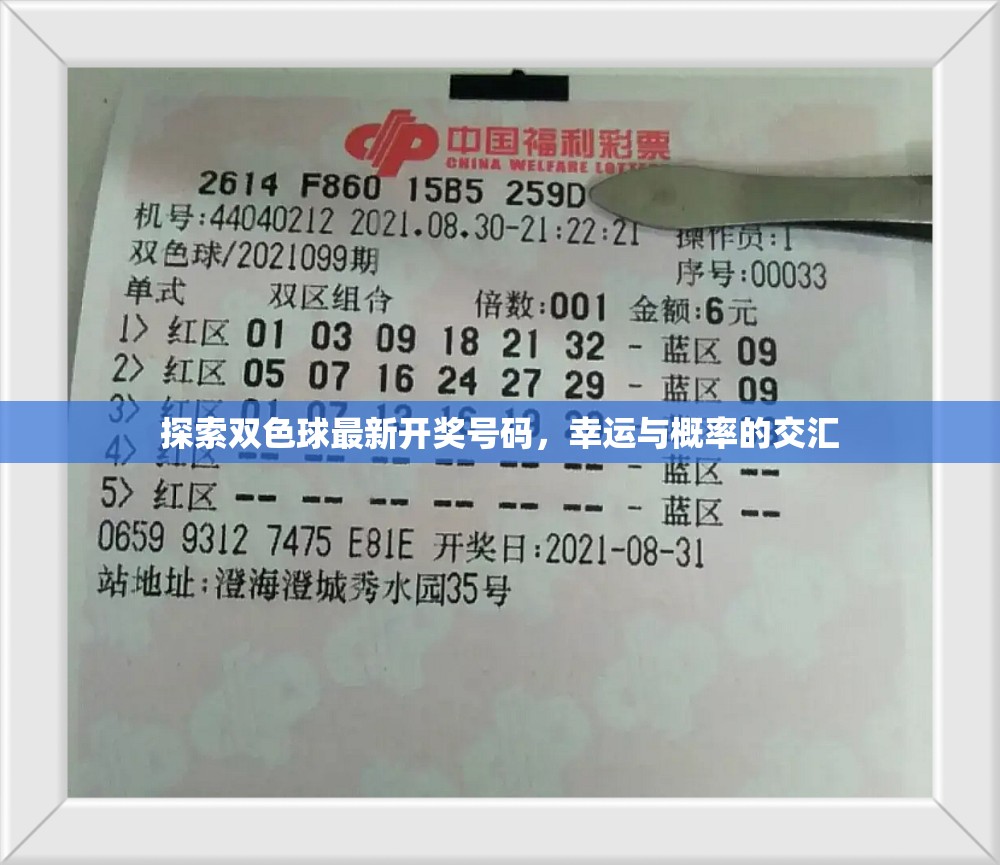 中国福利彩票
CHINA WELFARE LOTTE
2614 F860 15B5 259D
机号:44040212 2021.08.30-21:22:21 操作员:1
双色球/2021099期 序号:00033
单式 双区组合 倍数:001 金额:6元
1> 红区 01 03 09 18 21 32 - 蓝区 09
2> 红区 05 07 16 24 27 29 - 蓝区 09
3> 红区 01 07
探索双色球最新开奖号码，幸运与概率的交汇
4> 红区 -- -- -- -- -- -- - 蓝区 --
5> 红区 -- -- -- -- -- -- - 蓝区 --
0659 9312 7475 E81E 开奖日:2021-08-31
站地址:澄海澄城秀水园35号